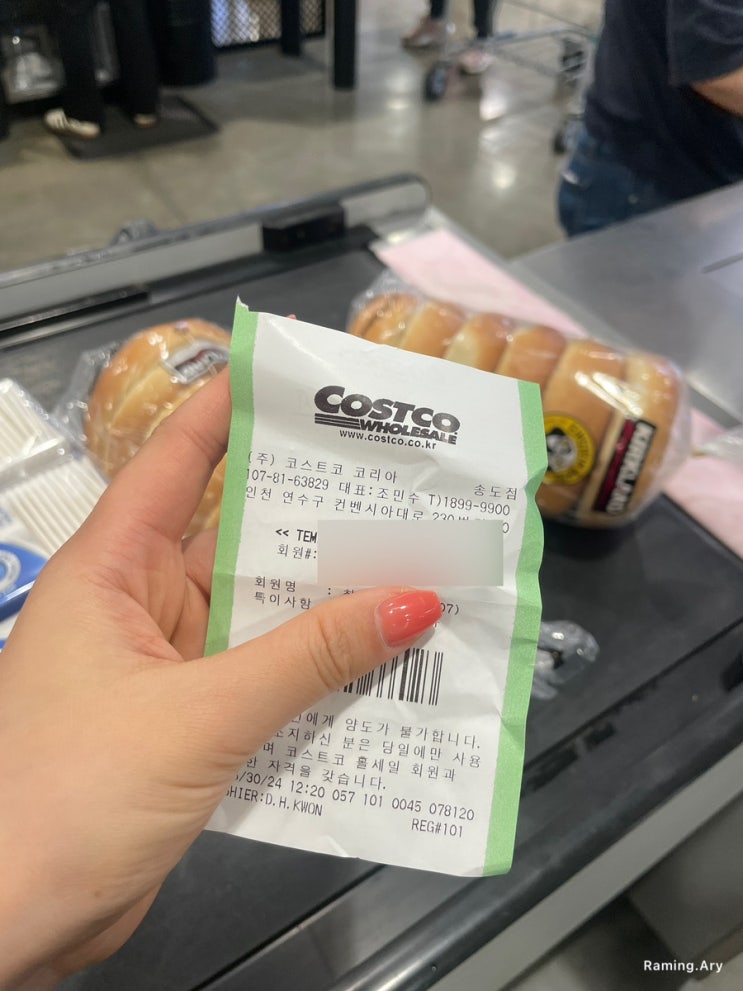 COSTCO
WHOLESALE
www.costco.co.kr
(주) 코스트코 코리아 송도점
107-81-63829 대표:조민수 T)1899-9900
인천 연수구 컨벤시아대로 230
<< TEM
회원#:
회원명 :
특이사항 07)
에게 양도가 불가합니다.
소지하신 분은 당일에만 사용
며 코스트코 홀세일 회원과
한 자격을 갖습니다.
/30/24 12:20 057 101 0045 078120
HIER:D.H.KWON
REG#101
KIRKLAND
Raming.Ary